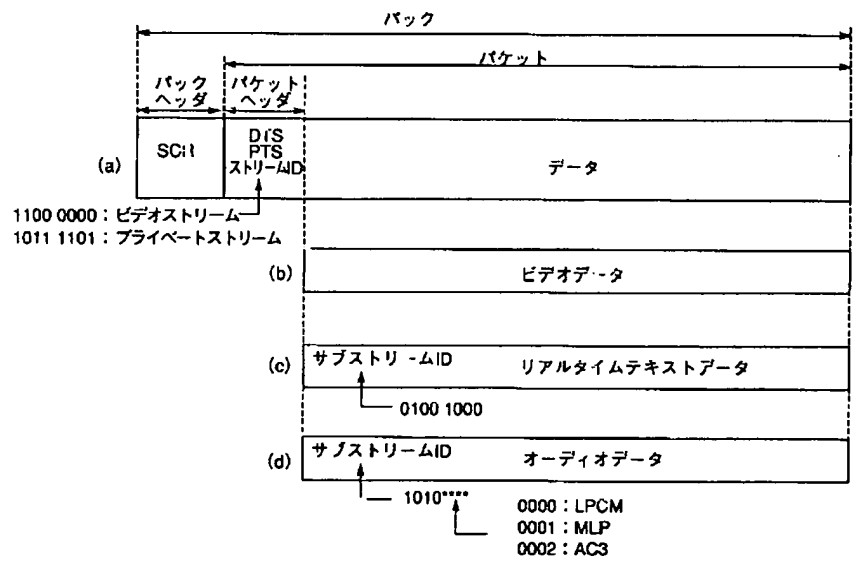 パック
パケット
パック
ヘッダ
パケット
ヘッダ
(a)
SCR
DTS
PTS
ストリームID
データ
1100 0000：ビデオストリーム
1011 1101：プライベートストリーム
(b)
ビデオデータ
(c)
サブストリームID
リアルタイムテキストデータ
0100 1000
(d)
サブストリームID
オーディオデータ
1010****
0000：LPCM
0001：MLP
0002：AC3